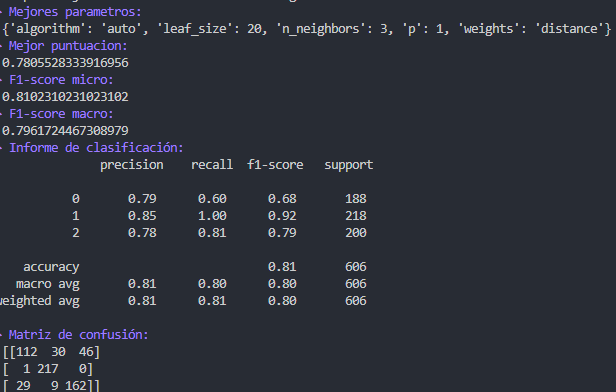 > Mejores parametros:
{'algorithm': 'auto', 'leaf_size': 20, 'n_neighbors': 3, 'p': 1, 'weights': 'distance'}
> Mejor puntuacion:
0.7805528333916956
> F1-score micro:
0.8102310231023102
> F1-score macro:
0.7961724467308979
> Informe de clasificación:
precision recall f1-score support
0 0.79 0.60 0.68 188
1 0.85 1.00 0.92 218
2 0.78 0.81 0.79 200
accuracy 0.81 606
macro avg 0.81 0.80 0.80 606
weighted avg 0.81 0.81 0.80 606
> Matriz de confusión:
[[112 30 46]
[ 1 217 0]
[ 29 9 162]]